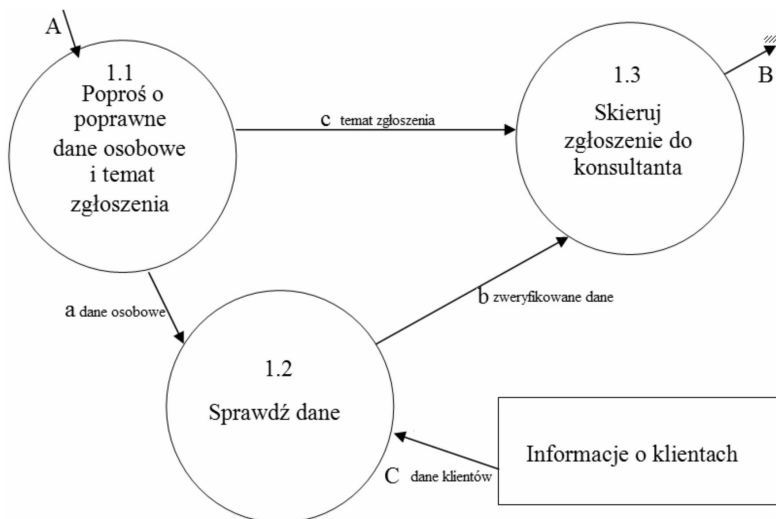 A
1.1
Poproś o
poprawne
dane osobowe
i temat
zgłoszenia
c temat zgłoszenia
1.3
Skieruj
zgłoszenie do
konsultanta
B
a dane osobowe
b zweryfikowane dane
1.2
Sprawdź dane
C dane klientów
Informacje o klientach